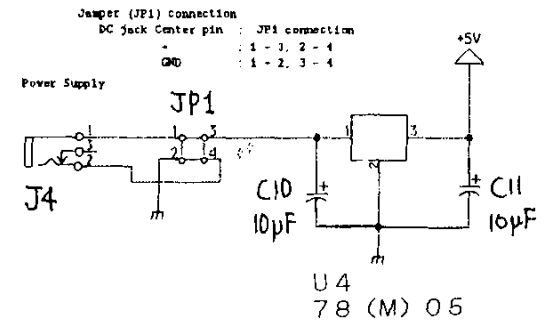 Jumper (JP1) connection
DC jack Center pin : JP1 connection
+ : 1 - 3, 2 - 4
GND : 1 - 2, 3 - 4
Power Supply
+5V
JP1
1
3
2
1
3
2
4
1
3
2
J4
C10
10µF
+
C11
10µF
+
U4
78 (M) 05